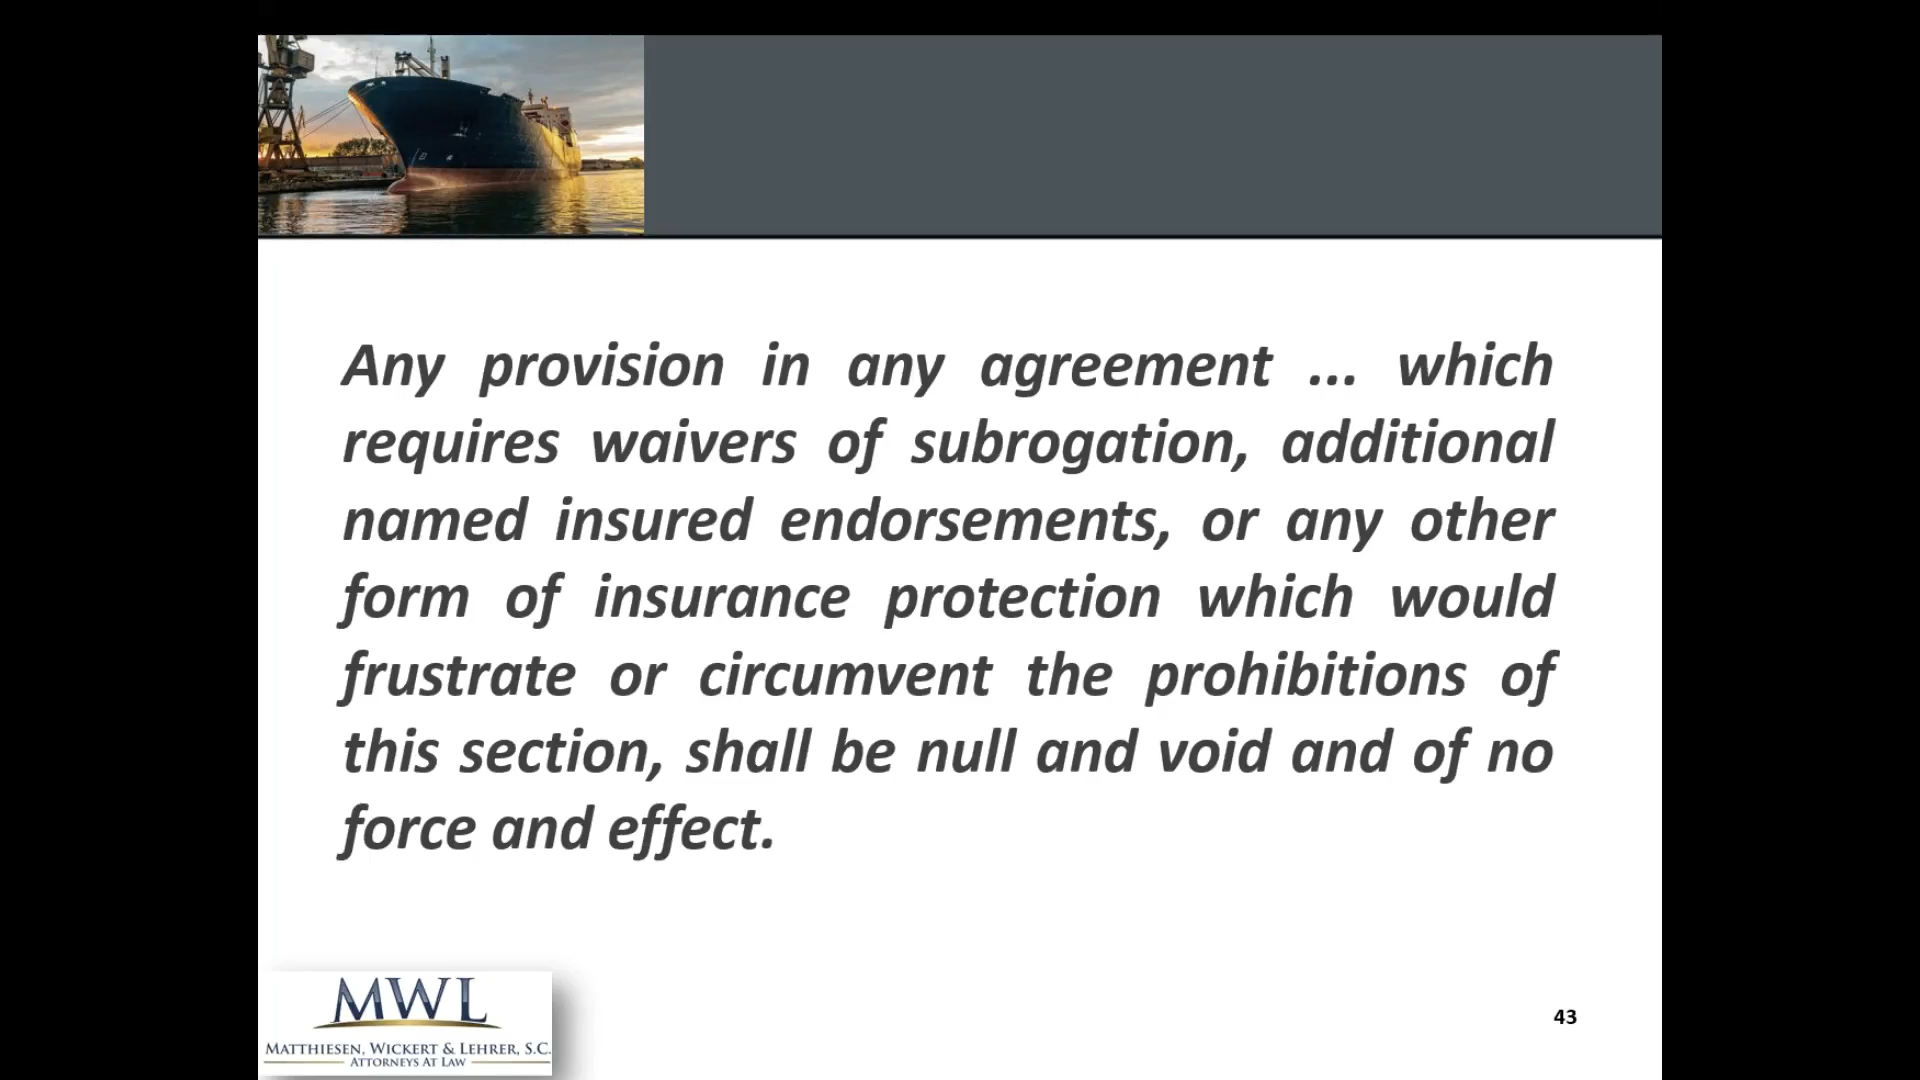 Any provision in any agreement ... which
requires waivers of subrogation, additional
named insured endorsements, or any other
form of insurance protection which would
frustrate or circumvent the prohibitions of
this section, shall be null and void and of no
force and effect.
MWL
MATTHIESEN, WICKERT & LEHRER, S.C.
ATTORNEYS AT LAW
43